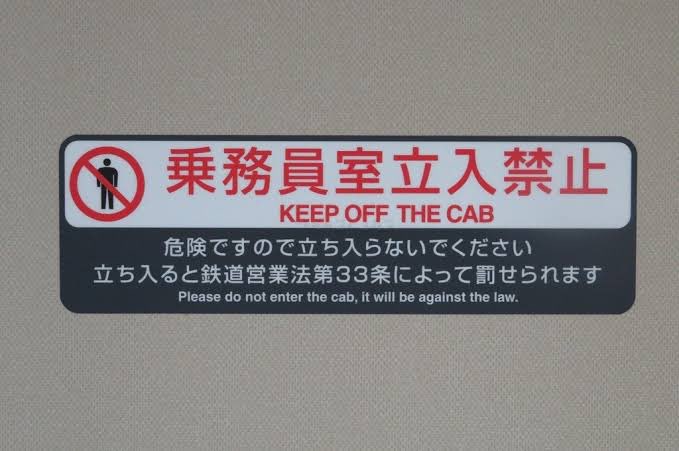 乗務員室立入禁止
KEEP OFF THE CAB
危険ですので立ち入らないでください
立ち入ると鉄道営業法第33条によって罰せられます
Please do not enter the cab, it will be against the law.